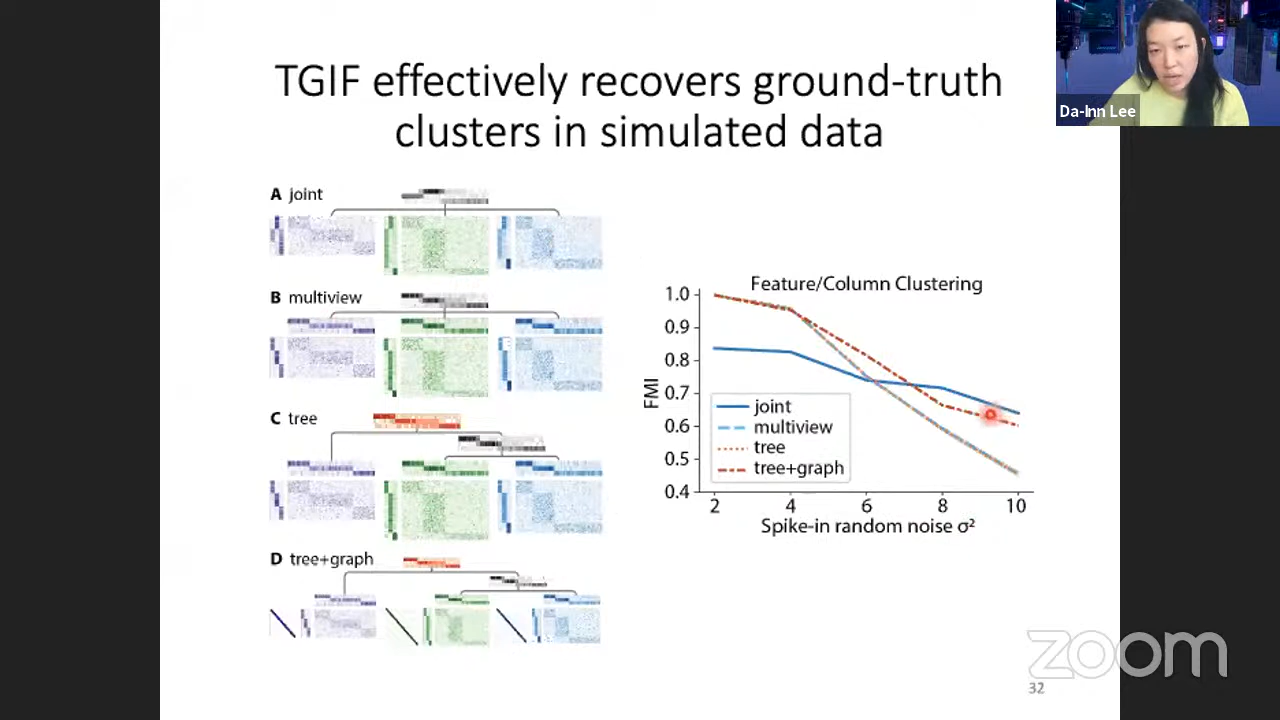 TGIF effectively recovers ground-truth
clusters in simulated data
Da-Inn Lee
A joint
B multiview
C tree
D tree+graph
Feature/Column Clustering
FMI
1.0
0.9
0.8
0.7
0.6
0.5
0.4
joint
multiview
tree
tree+graph
2 4 6 8 10
Spike-in random noise σ²
zoom
32